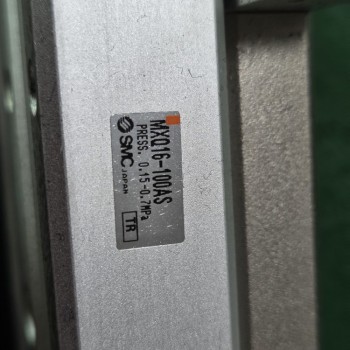 MXQ16-100AS
PRESS. 0.15-0.7MPa
SMC
JAPAN
TR